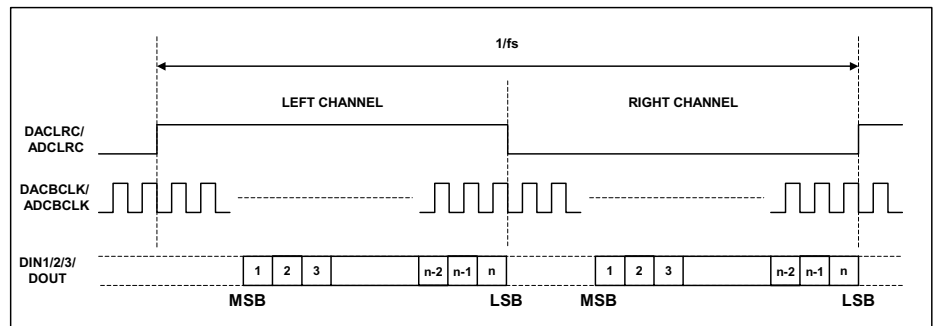 1/fs
LEFT CHANNEL
RIGHT CHANNEL
DACLRC/
ADCLRC
DACBCLK/
ADCBCLK
DIN1/2/3/
DOUT
1 2 3 n-2 n-1 n 1 2 3 n-2 n-1 n
MSB LSB MSB LSB